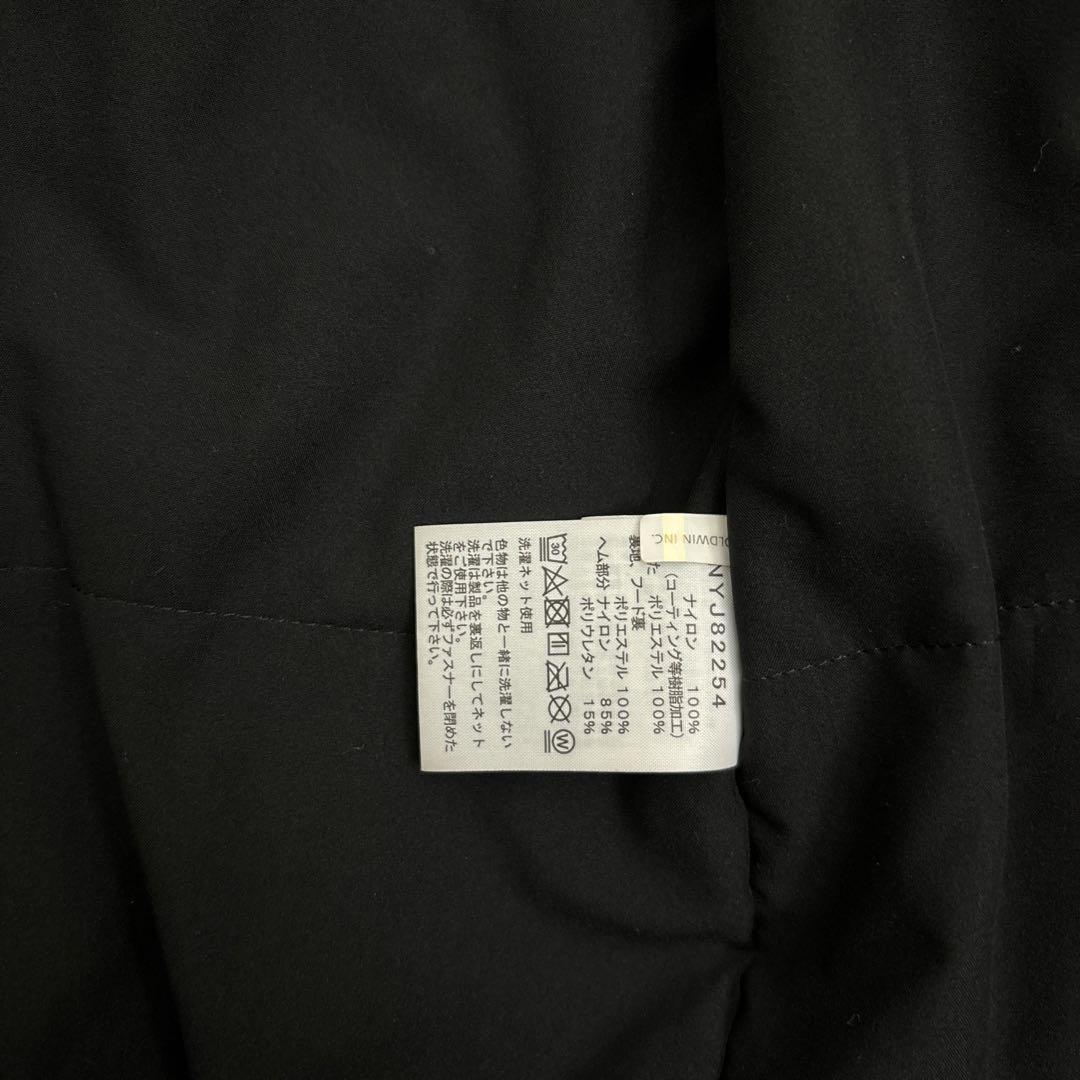 OLDWIN INC.
NYJ82254
ナイロン 100%
(コーティング等樹脂加工)
た ポリエステル 100%
裏地、フード裏
ポリエステル 100%
ヘム部分 ナイロン 85%
ポリウレタン 15%
30
W
洗濯ネット使用
色物は他の物と一緒に洗濯しない
で下さい。
洗濯は製品を裏返しにしてネット
をご使用下さい。
洗濯の際は必ずファスナーを閉めた
状態で行って下さい。